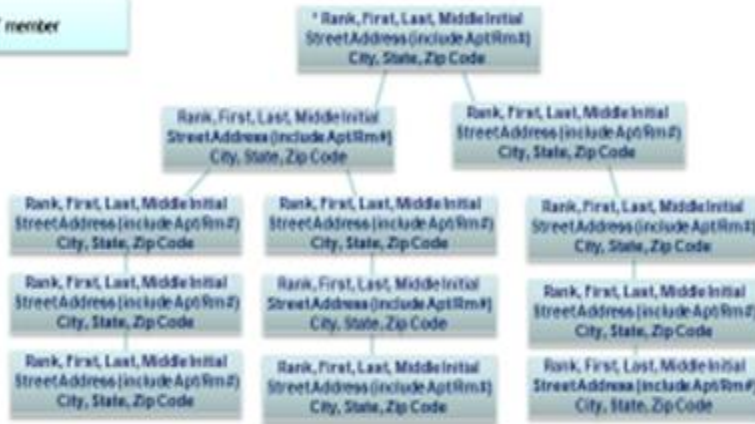 member
* Rank, First, Last, Middle Initial
Street Address (include Apt/Rm#)
City, State, Zip Code
Rank, First, Last, Middle Initial
Street Address (include Apt/Rm#)
City, State, Zip Code
Rank, First, Last, Middle Initial
Street Address (include Apt/Rm#)
City, State, Zip Code
Rank, First, Last, Middle Initial
Street Address (include Apt/Rm#)
City, State, Zip Code
Rank, First, Last, Middle Initial
Street Address (include Apt/Rm#)
City, State, Zip Code
Rank, First, Last, Middle Initial
Street Address (include Apt/Rm#)
City, State, Zip Code
Rank, First, Last, Middle Initial
Street Address (include Apt/Rm#)
City, State, Zip Code
Rank, First, Last, Middle Initial
Street Address (include Apt/Rm#)
City, State, Zip Code
Rank, First, Last, Middle Initial
Street Address (include Apt/Rm#)
City, State, Zip Code
Rank, First, Last, Middle Initial
Street Address (include Apt/Rm#)
City, State, Zip Code
Rank, First, Last, Middle Initial
Street Address (include Apt/Rm#)
City, State, Zip Code
Rank, First, Last, Middle Initial
Street Address (include Apt/Rm#
City, State, Zip Code